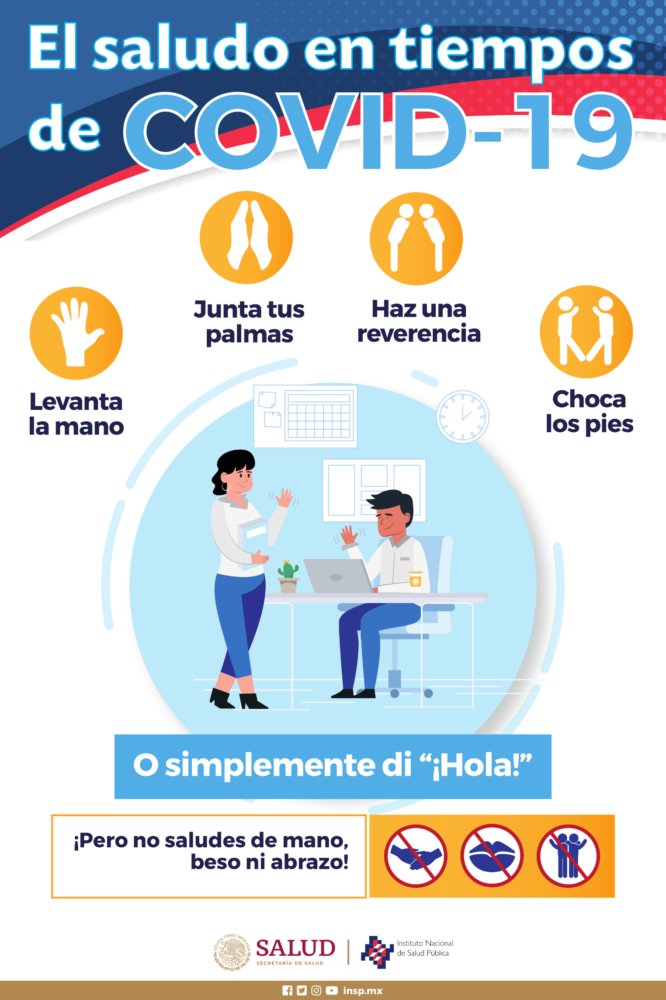 El saludo en tiempos
de COVID-19
Levanta
la mano
Junta tus
palmas
Haz una
reverencia
Choca
los pies
O simplemente di “¡Hola!”
¡Pero no saludes de mano,
beso ni abrazo!
ESTADOS UNIDOS MEXICANOS
SALUD
SECRETARÍA DE SALUD
Instituto Nacional
de Salud Pública
insp.mx